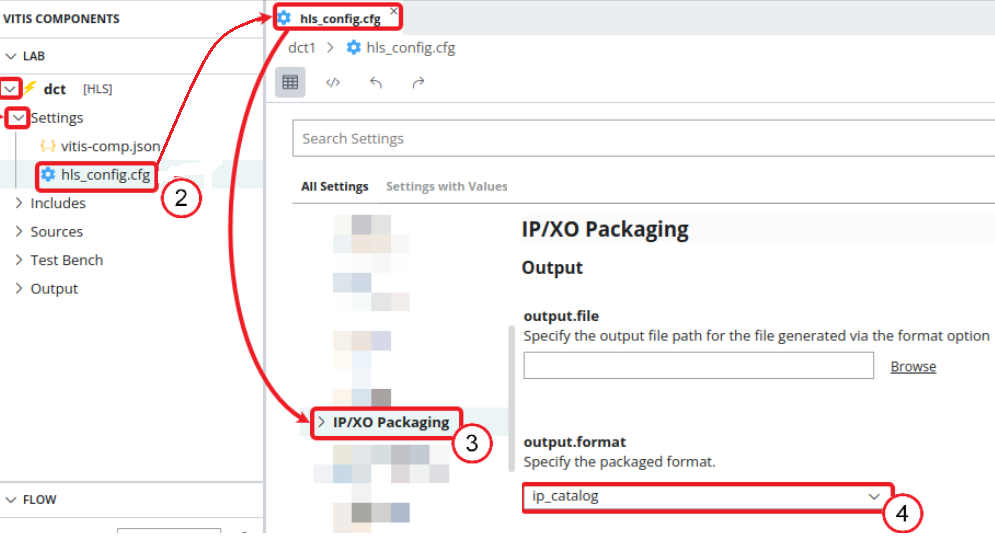 VITIS COMPONENTS
LAB
dct [HLS]
Settings
{..} vitis-comp.json
hls_config.cfg
2
Includes
Sources
Test Bench
Output
FLOW
hls_config.cfg ×
dct1 > hls_config.cfg
</>
Search Settings
All Settings Settings with Values
IP/XO Packaging
3
IP/XO Packaging
Output
output.file
Specify the output file path for the file generated via the format option
Browse
output.format
Specify the packaged format.
ip_catalog
4